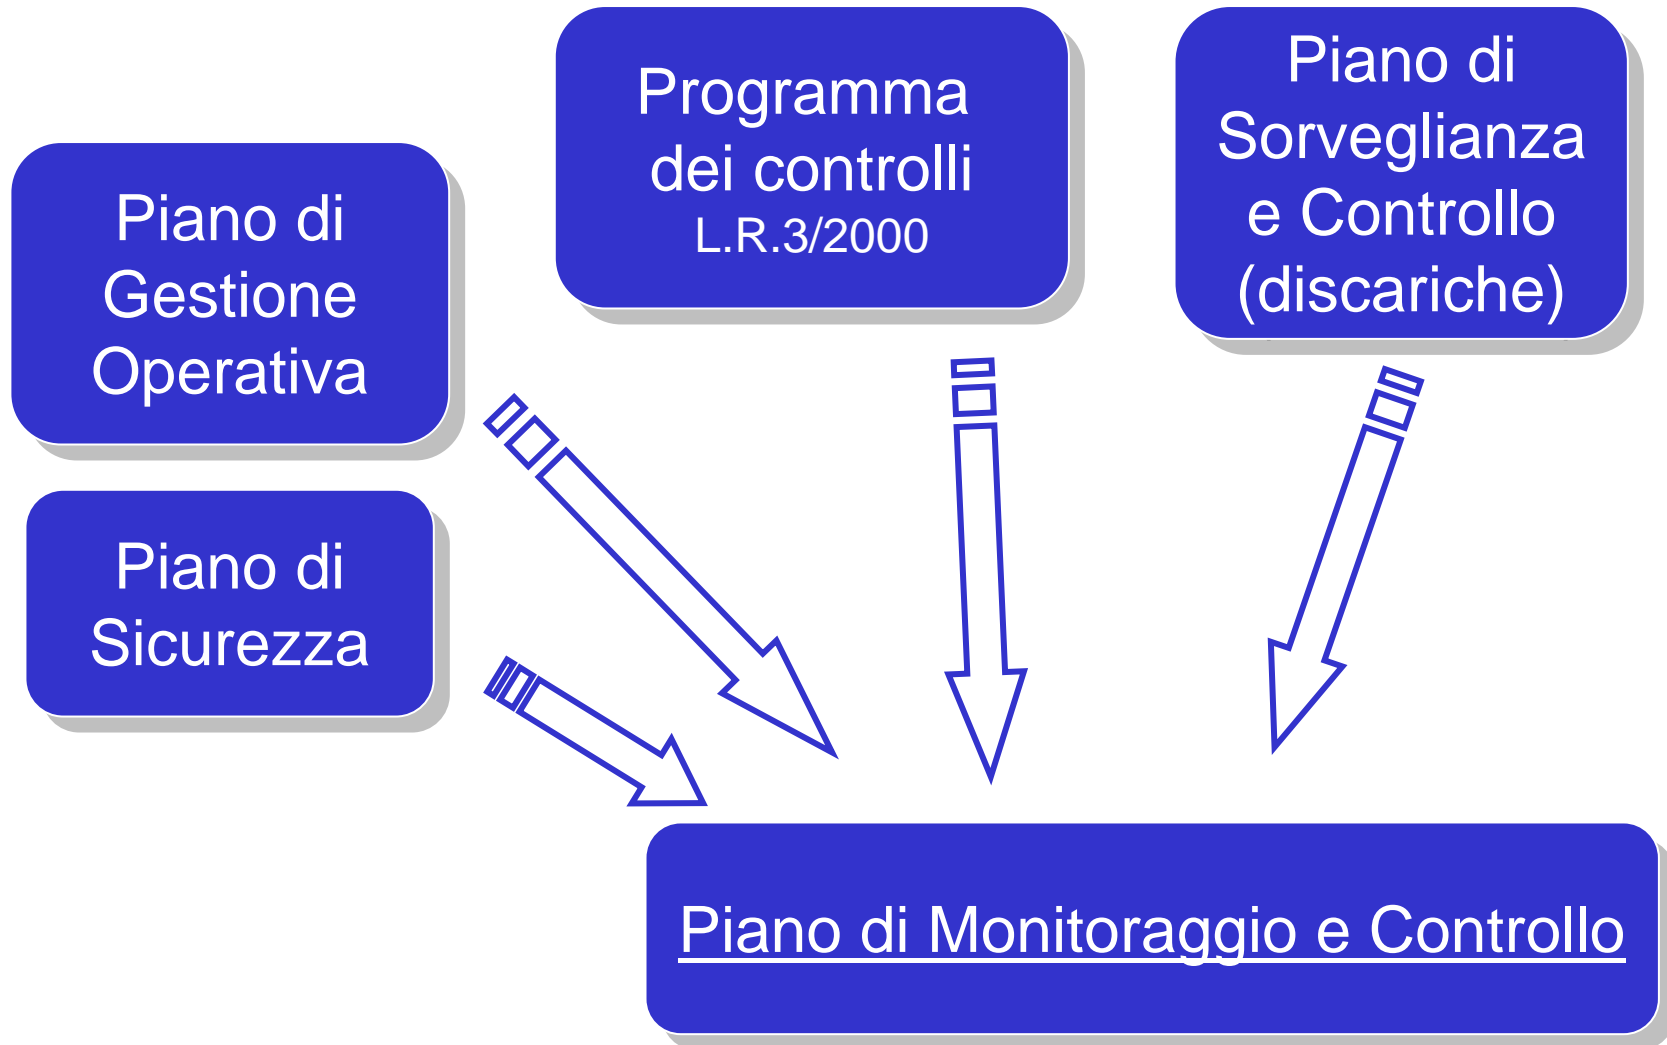 Piano di
Gestione
Operativa
Programma
dei controlli
L.R.3/2000
Piano di
Sorveglianza
e Controllo
(discariche)
Piano di
Sicurezza
Piano di Monitoraggio e Controllo